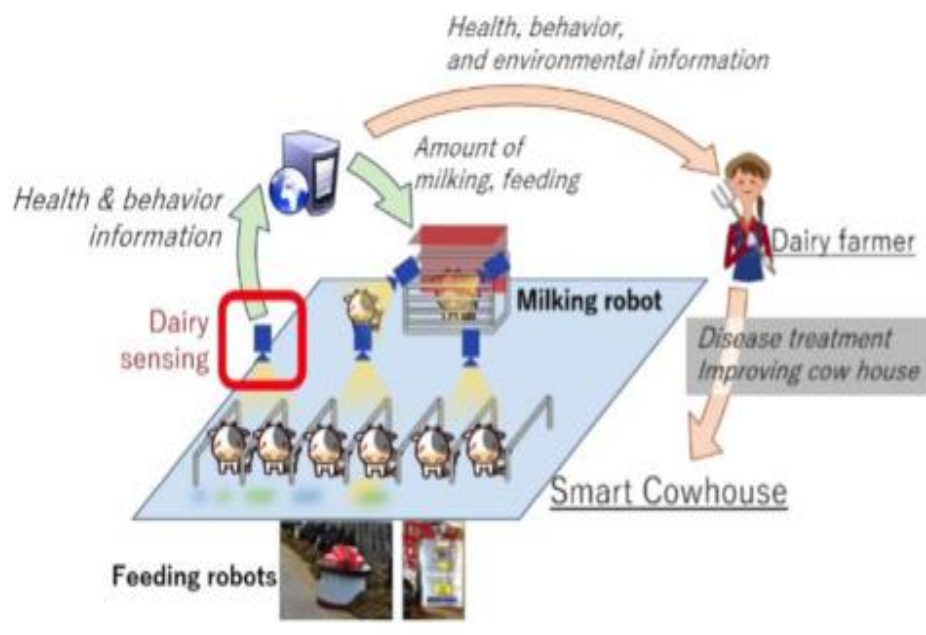 Health, behavior,
and environmental information
Amount of
milking, feeding
Health & behavior
information
Dairy farmer
Milking robot
Dairy
sensing
Disease treatment
Improving cow house
Smart Cowhouse
Feeding robots